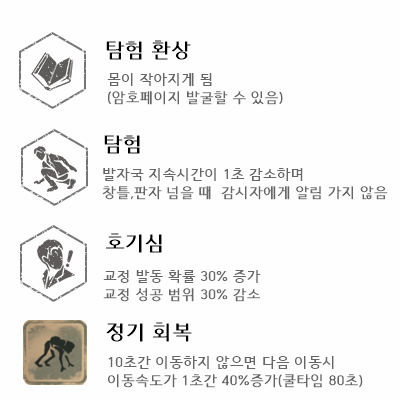 탐험 환상
몸이 작아지게 됨
(암호페이지 발굴할 수 있음)
탐험
발자국 지속시간이 1초 감소하며
창틀,판자 넘을 때 감시자에게 알림 가지 않음
호기심
교정 발동 확률 30% 증가
교정 성공 범위 30% 감소
정기 회복
10초간 이동하지 않으면 다음 이동시
이동속도가 1초간 40%증가(쿨타임 80초)